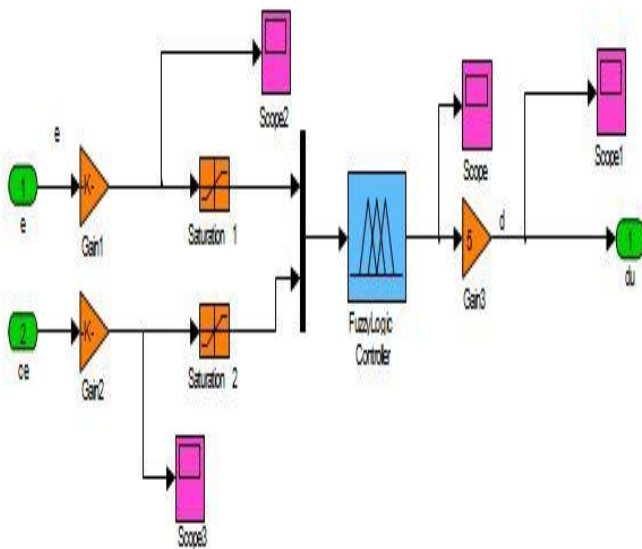 Scope2
Scope
Scope1
e
1
e
-K-
Gain1
Saturation 1
d
5
Gain3
1
du
FuzzyLogic
Controller
2
ce
-K-
Gain2
Saturation 2
Scope3